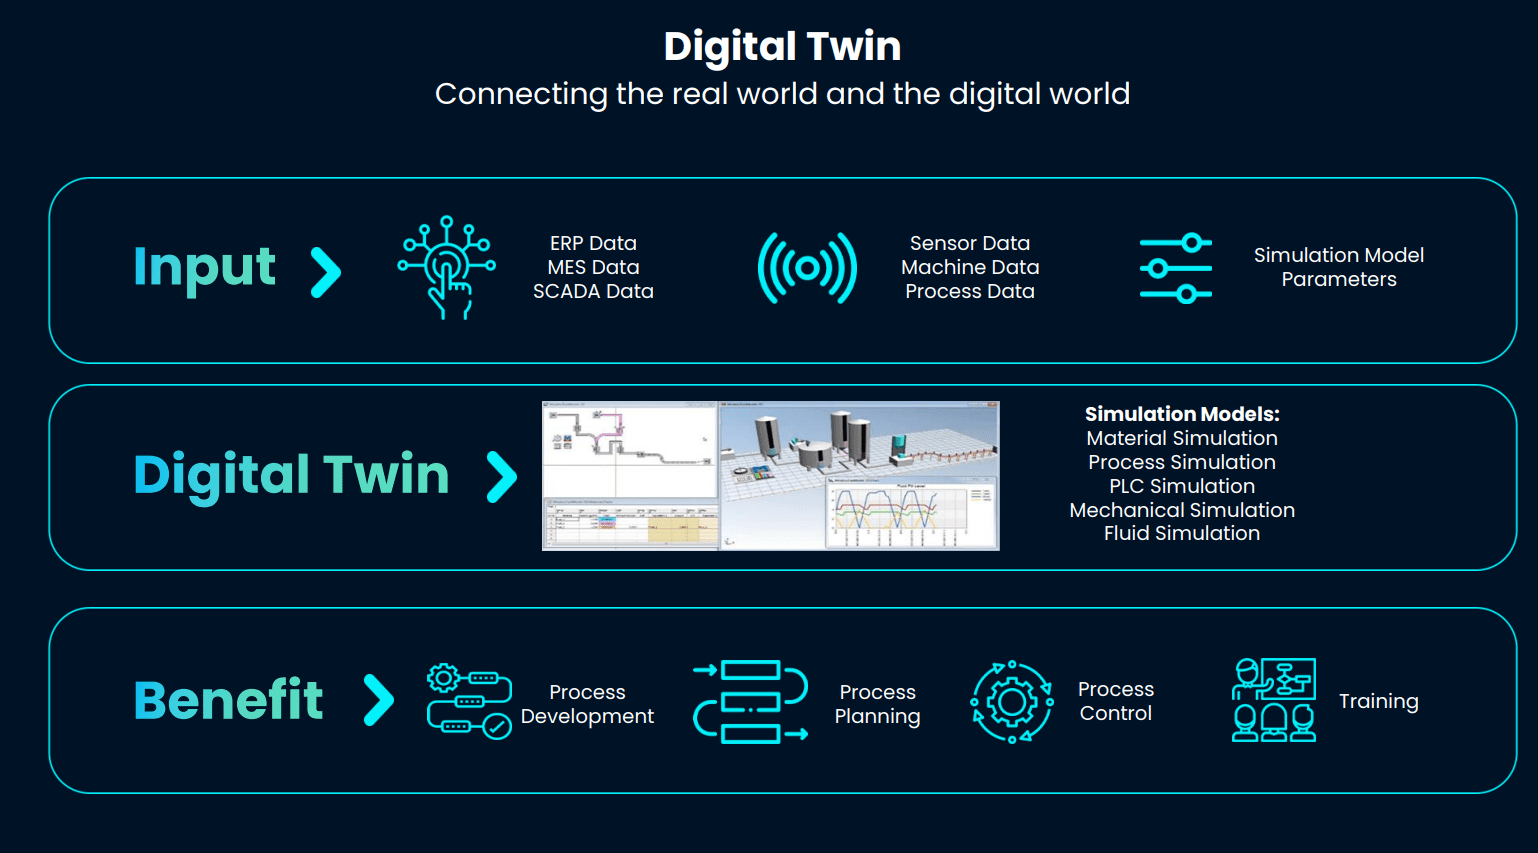 Digital Twin
Connecting the real world and the digital world
Input
ERP Data
MES Data
SCADA Data
Sensor Data
Machine Data
Process Data
Simulation Model
Parameters
Digital Twin
Simulation Models:
Material Simulation
Process Simulation
PLC Simulation
Mechanical Simulation
Fluid Simulation
Benefit
Process
Development
Process
Planning
Process
Control
Training